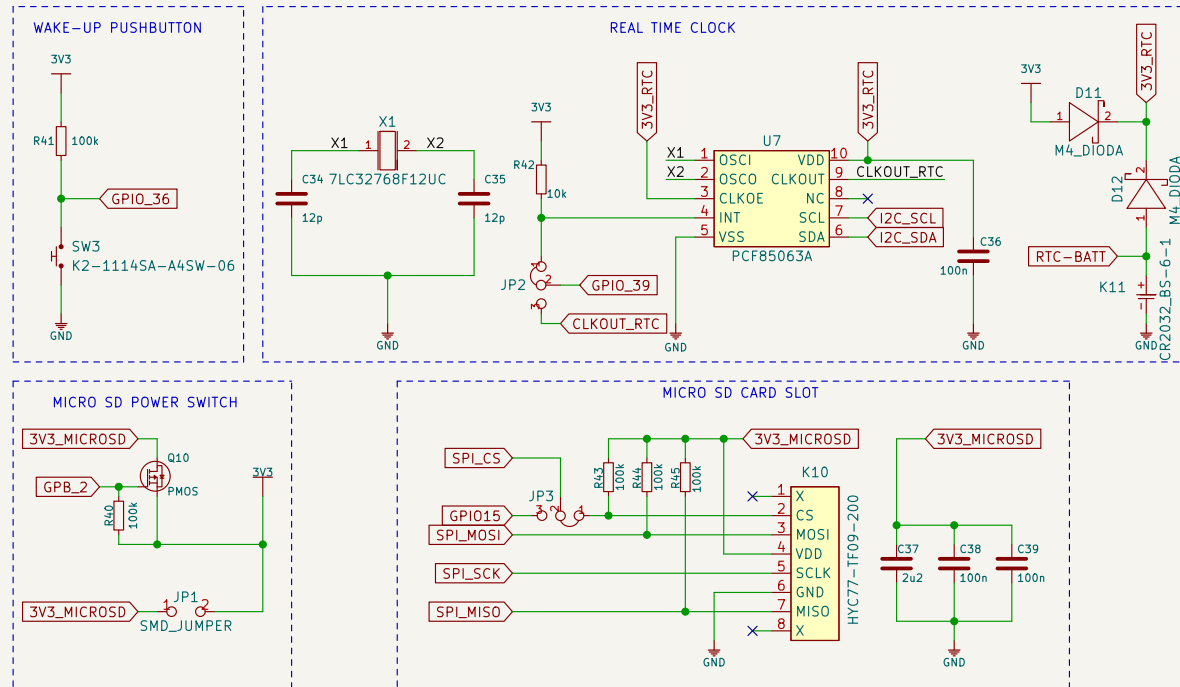 WAKE-UP PUSHBUTTON
3V3
R41
100k
GPIO_36
SW3
K2-1114SA-A4SW-06
GND
REAL TIME CLOCK
X1
X1
1
2
X2
7LC32768F12UC
C34
12p
C35
12p
GND
3V3
R42
10k
JP2
1
2
3
GPIO_39
CLKOUT_RTC
3V3_RTC
X1
X2
U7
1
OSCI
2
OSCO
3
CLKOE
4
INT
5
VSS
VDD
10
CLKOUT
9
NC
8
SCL
7
SDA
6
PCF85063A
GND
3V3_RTC
CLKOUT_RTC
I2C_SCL
I2C_SDA
C36
100n
GND
3V3
D11
1
2
M4_DIODA
3V3_RTC
2
D12
1
M4_DIODA
RTC-BATT
K11
+
-
CR2032_BS-6-1
GND
MICRO SD POWER SWITCH
3V3_MICROSD
Q10
PMOS
GPB_2
R40
100k
3V3
3V3_MICROSD
JP1
1
2
SMD_JUMPER
MICRO SD CARD SLOT
SPI_CS
JP3
3
2
1
GPIO15
SPI_MOSI
SPI_SCK
SPI_MISO
R43
100k
R44
100k
R45
100k
3V3_MICROSD
K10
1
X
2
CS
3
MOSI
4
VDD
5
SCLK
6
GND
7
MISO
8
X
HYC77-TF09-200
GND
3V3_MICROSD
C37
2u2
C38
100n
C39
100n
GND